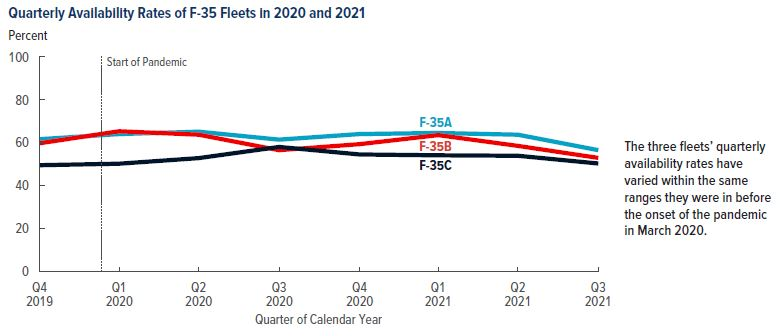 Quarterly Availability Rates of F-35 Fleets in 2020 and 2021
Percent
100
Start of Pandemic
80
60
40
20
0
F-35A
F-35B
F-35C
The three fleets’ quarterly
availability rates have
varied within the same
ranges they were in before
the onset of the pandemic
in March 2020.
Q4 Q1 Q2 Q3 Q4 Q1 Q2 Q3
2019 2020 2020 2020 2020 2021 2021 2021
Quarter of Calendar Year